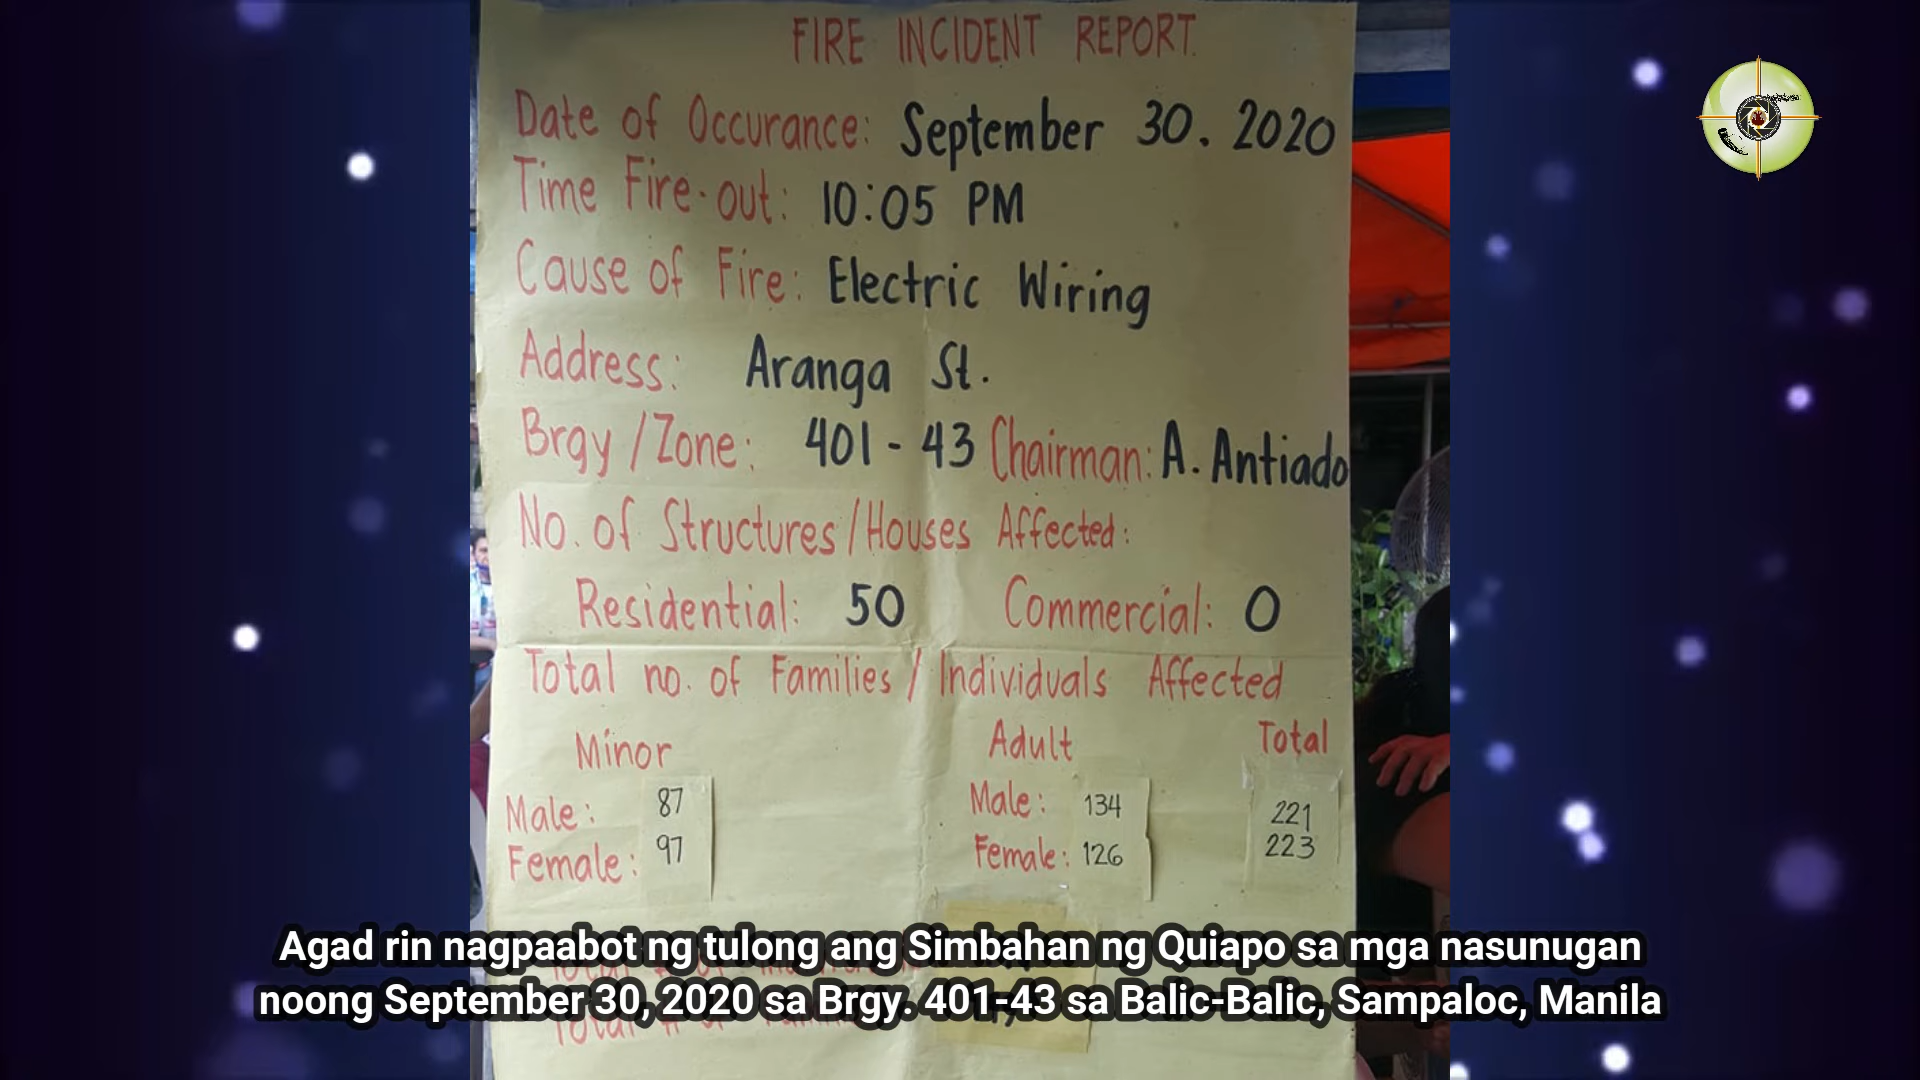 FIRE INCIDENT REPORT
Date of Occurance: September 30. 2020
Time Fire-out: 10:05 PM
Cause of Fire: Electric Wiring
Address: Aranga St.
Brgy/Zone: 401-43 Chairman: A. Antiado
No. of Structures/Houses Affected:
Residential: 50 Commercial: 0
Total no. of Families/Individuals Affected
Minor Adult Total
Male: 87 Male: 134 221
Female: 97 Female: 126 223
Agad rin nagpaabot ng tulong ang Simbahan ng Quiapo sa mga nasunugan
noong September 30, 2020 sa Brgy. 401-43 sa Balic-Balic, Sampaloc, Manila